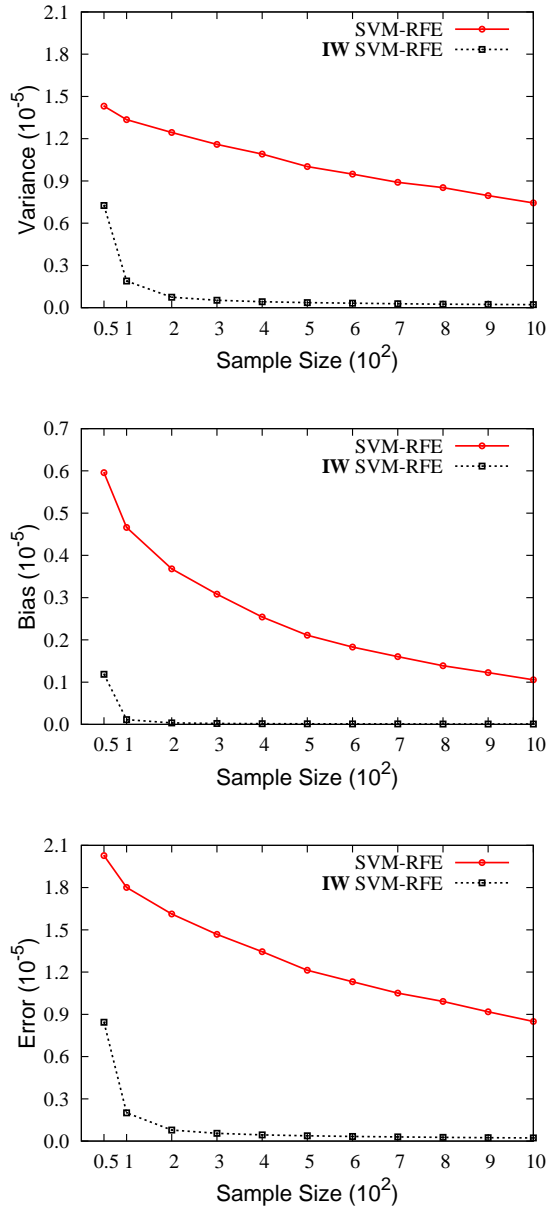 2.1
1.8
1.5
1.2
0.9
0.6
0.3
0.0
Variance (10^-5)
SVM-RFE
IW SVM-RFE
0.5 1 2 3 4 5 6 7 8 9 10
Sample Size (10^2)
0.7
0.6
0.5
0.4
0.3
0.2
0.1
0.0
Bias (10^-5)
SVM-RFE
IW SVM-RFE
0.5 1 2 3 4 5 6 7 8 9 10
Sample Size (10^2)
2.1
1.8
1.5
1.2
0.9
0.6
0.3
0.0
Error (10^-5)
SVM-RFE
IW SVM-RFE
0.5 1 2 3 4 5 6 7 8 9 10
Sample Size (10^2)